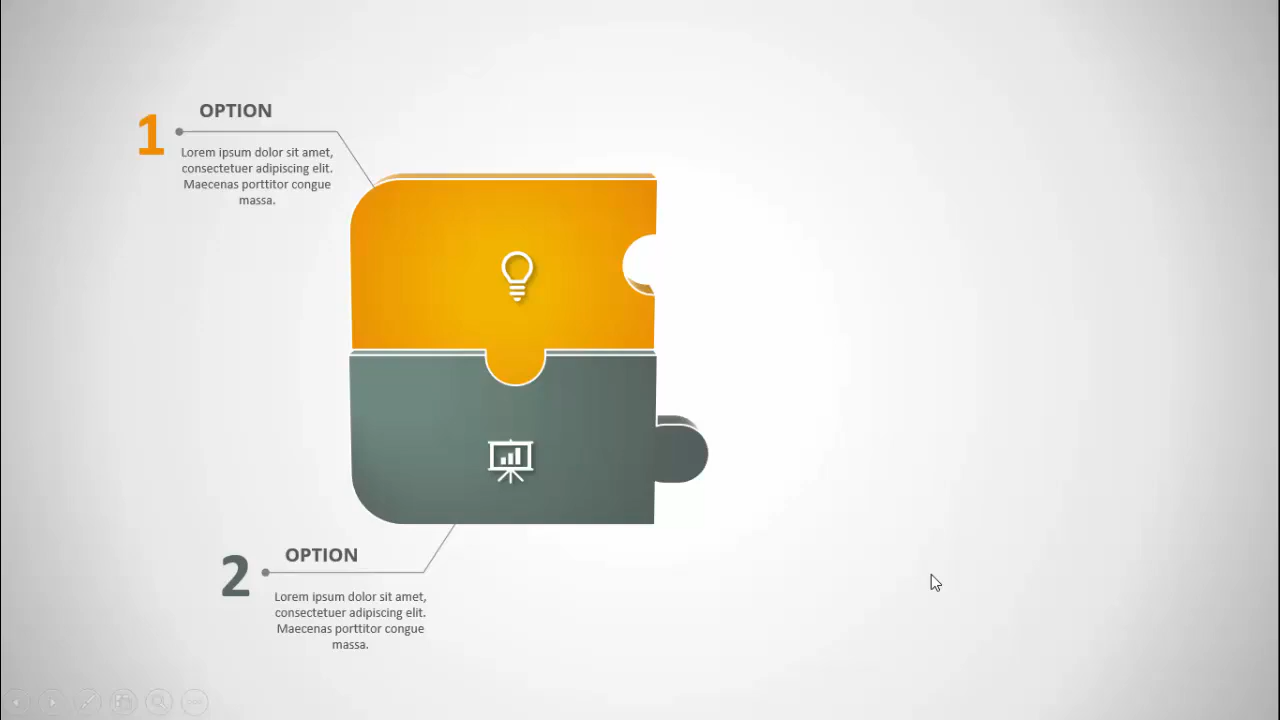 OPTION
1
Lorem ipsum dolor sit amet,
consectetuer adipiscing elit.
Maecenas porttitor congue
massa.
OPTION
2
Lorem ipsum dolor sit amet,
consectetuer adipiscing elit.
Maecenas porttitor congue
massa.